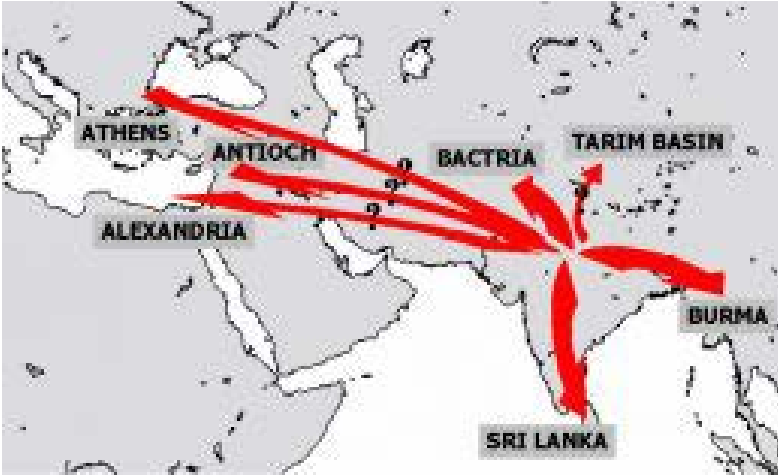 ATHENS
ANTIOCH
BACTRIA
TARIM BASIN
?
?
?
?
ALEXANDRIA
BURMA
SRI LANKA